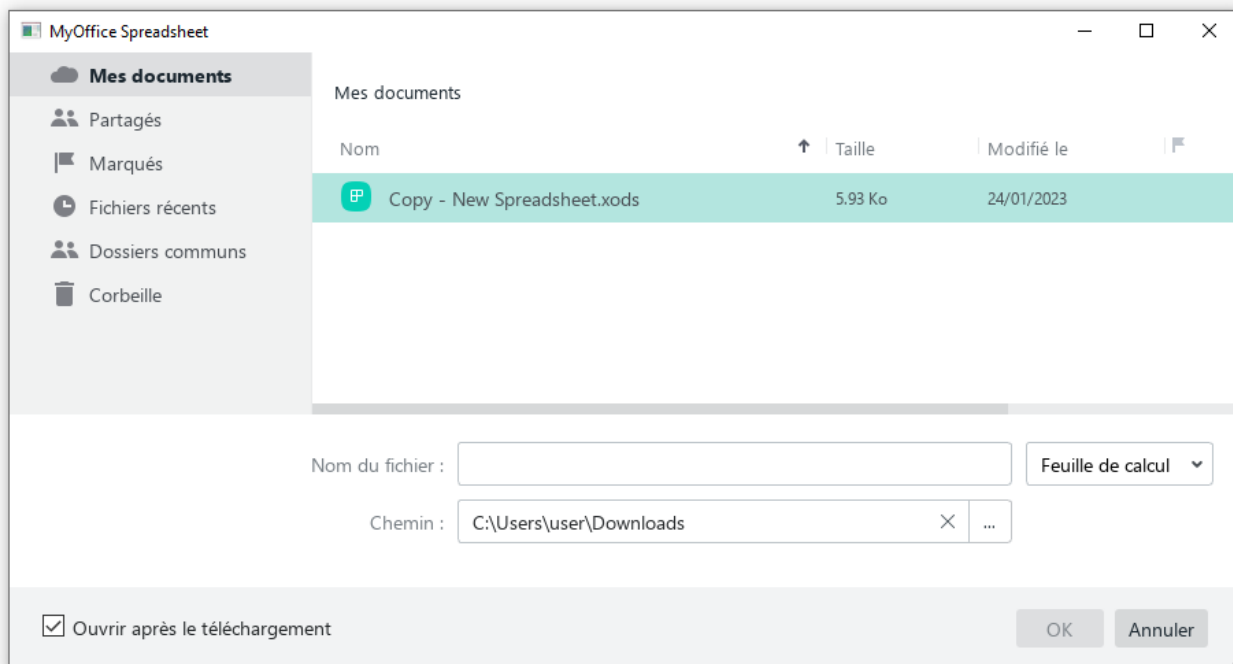 MyOffice Spreadsheet
Mes documents
Partagés
Marqués
Fichiers récents
Dossiers communs
Corbeille
Mes documents
Nom Taille Modifié le
Copy - New Spreadsheet.xods 5.93 Ko 24/01/2023
Nom du fichier : Feuille de calcul
Chemin : C:\Users\user\Downloads ...
Ouvrir après le téléchargement
OK Annuler